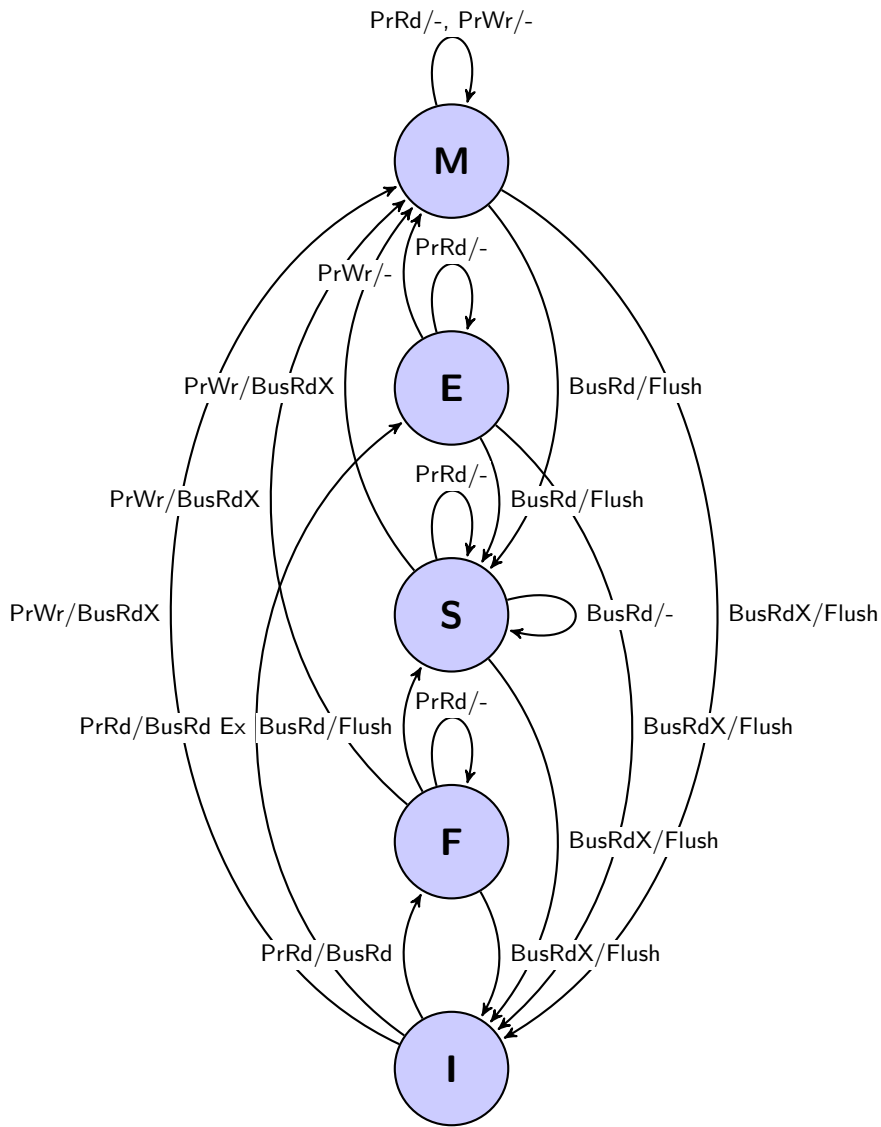 PrRd/-, PrWr/-
M
PrRd/-
PrWr/-
E
PrWr/BusRdX
BusRd/Flush
PrRd/-
BusRd/Flush
PrWr/BusRdX
S
BusRd/-
PrWr/BusRdX
BusRdX/Flush
PrRd/-
PrRd/BusRd Ex
BusRd/Flush
BusRdX/Flush
F
BusRdX/Flush
PrRd/BusRd
BusRdX/Flush
I